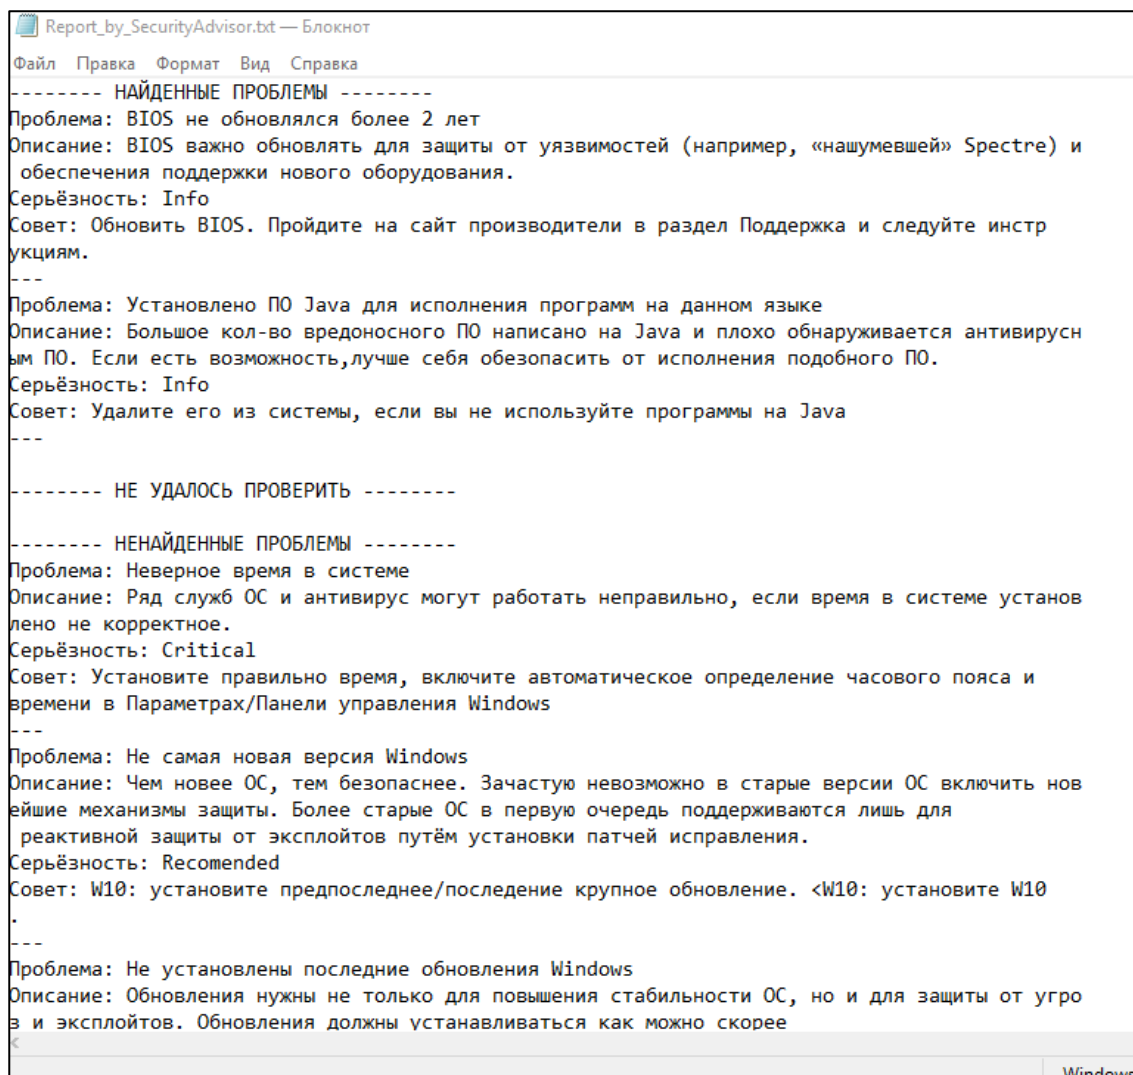 Report_by_SecurityAdvisor.txt — Блокнот
Файл Правка Формат Вид Справка
-------- НАЙДЕННЫЕ ПРОБЛЕМЫ --------
Проблема: BIOS не обновлялся более 2 лет
Описание: BIOS важно обновлять для защиты от уязвимостей (например, «нашумевшей» Spectre) и
обеспечения поддержки нового оборудования.
Серьёзность: Info
Совет: Обновить BIOS. Пройдите на сайт производители в раздел Поддержка и следуйте инстр
укциям.
---
Проблема: Установлено ПО Java для исполнения программ на данном языке
Описание: Большое кол-во вредоносного ПО написано на Java и плохо обнаруживается антивирусн
ым ПО. Если есть возможность,лучше себя обезопасить от исполнения подобного ПО.
Серьёзность: Info
Совет: Удалите его из системы, если вы не используйте программы на Java
---
-------- НЕ УДАЛОСЬ ПРОВЕРИТЬ --------
-------- НЕНАЙДЕННЫЕ ПРОБЛЕМЫ --------
Проблема: Неверное время в системе
Описание: Ряд служб ОС и антивирус могут работать неправильно, если время в системе установ
лено не корректное.
Серьёзность: Critical
Совет: Установите правильно время, включите автоматическое определение часового пояса и
времени в Параметрах/Панели управления Windows
---
Проблема: Не самая новая версия Windows
Описание: Чем новее ОС, тем безопаснее. Зачастую невозможно в старые версии ОС включить нов
ейшие механизмы защиты. Более старые ОС в первую очередь поддерживаются лишь для
реактивной защиты от эксплойтов путём установки патчей исправления.
Серьёзность: Recomended
Совет: W10: установите предпоследнее/последение крупное обновление. <W10: установите W10
.
---
Проблема: Не установлены последние обновления Windows
Описание: Обновления нужны не только для повышения стабильности ОС, но и для защиты от угро
з и эксплойтов. Обновления должны устанавливаться как можно скорее
Windows